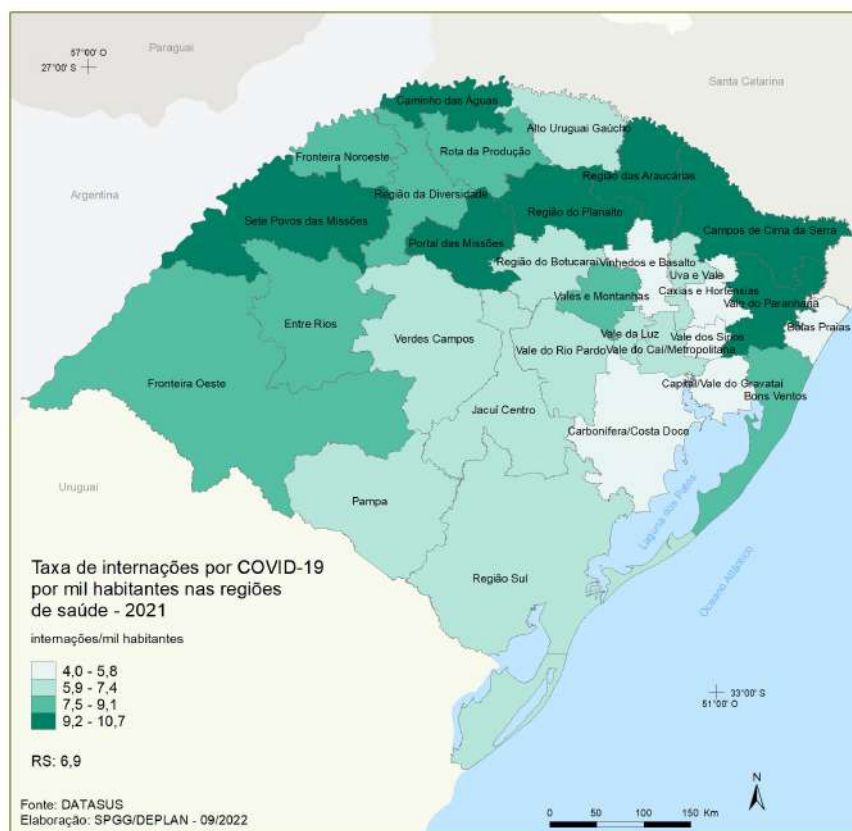 Paraguai
57°00' O
27°00' S
Santa Catarina
Caminho das Águas
Alto Uruguai Gaúcho
Fronteira Noroeste
Rota da Produção
Região das Araucárias
Argentina
Região da Diversidade
Sete Povos das Missões
Região do Planalto
Portal das Missões
Campos de Cima da Serra
Região do Botucaraí
Vinhedos e Basalto
Uva e Vale
Caxias e Hortênsias
Vales e Montanhas
Vale do Paranhana
Entre Rios
Belas Praias
Verdes Campos
Vale da Luz
Vale dos Sinos
Vale do Rio Pardo
Vale do Caí/Metropolitana
Fronteira Oeste
Capital/Vale do Gravataí
Bons Ventos
Jacuí Centro
Carbonífera/Costa Doce
Uruguai
Pampa
Laguna dos Patos
Região Sul
Oceano Atlântico
Taxa de internações por COVID-19
por mil habitantes nas regiões
de saúde - 2021
internações/mil habitantes
4,0 - 5,8
5,9 - 7,4
7,5 - 9,1
9,2 - 10,7
33°00' S
51°00' O
RS: 6,9
N
Fonte: DATASUS
Elaboração: SPGG/DEPLAN - 09/2022
0 50 100 150 Km